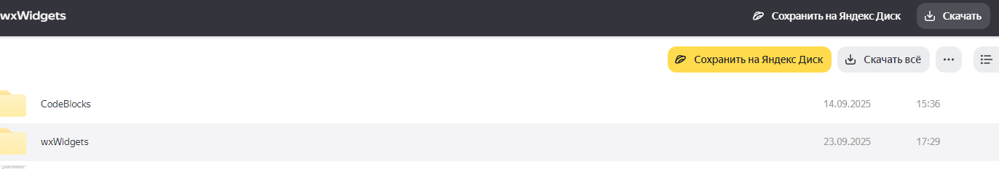 wxWidgets Сохранить на Яндекс Диск Скачать
Сохранить на Яндекс Диск Скачать всё
CodeBlocks 14.09.2025 15:36
wxWidgets 23.09.2025 17:29